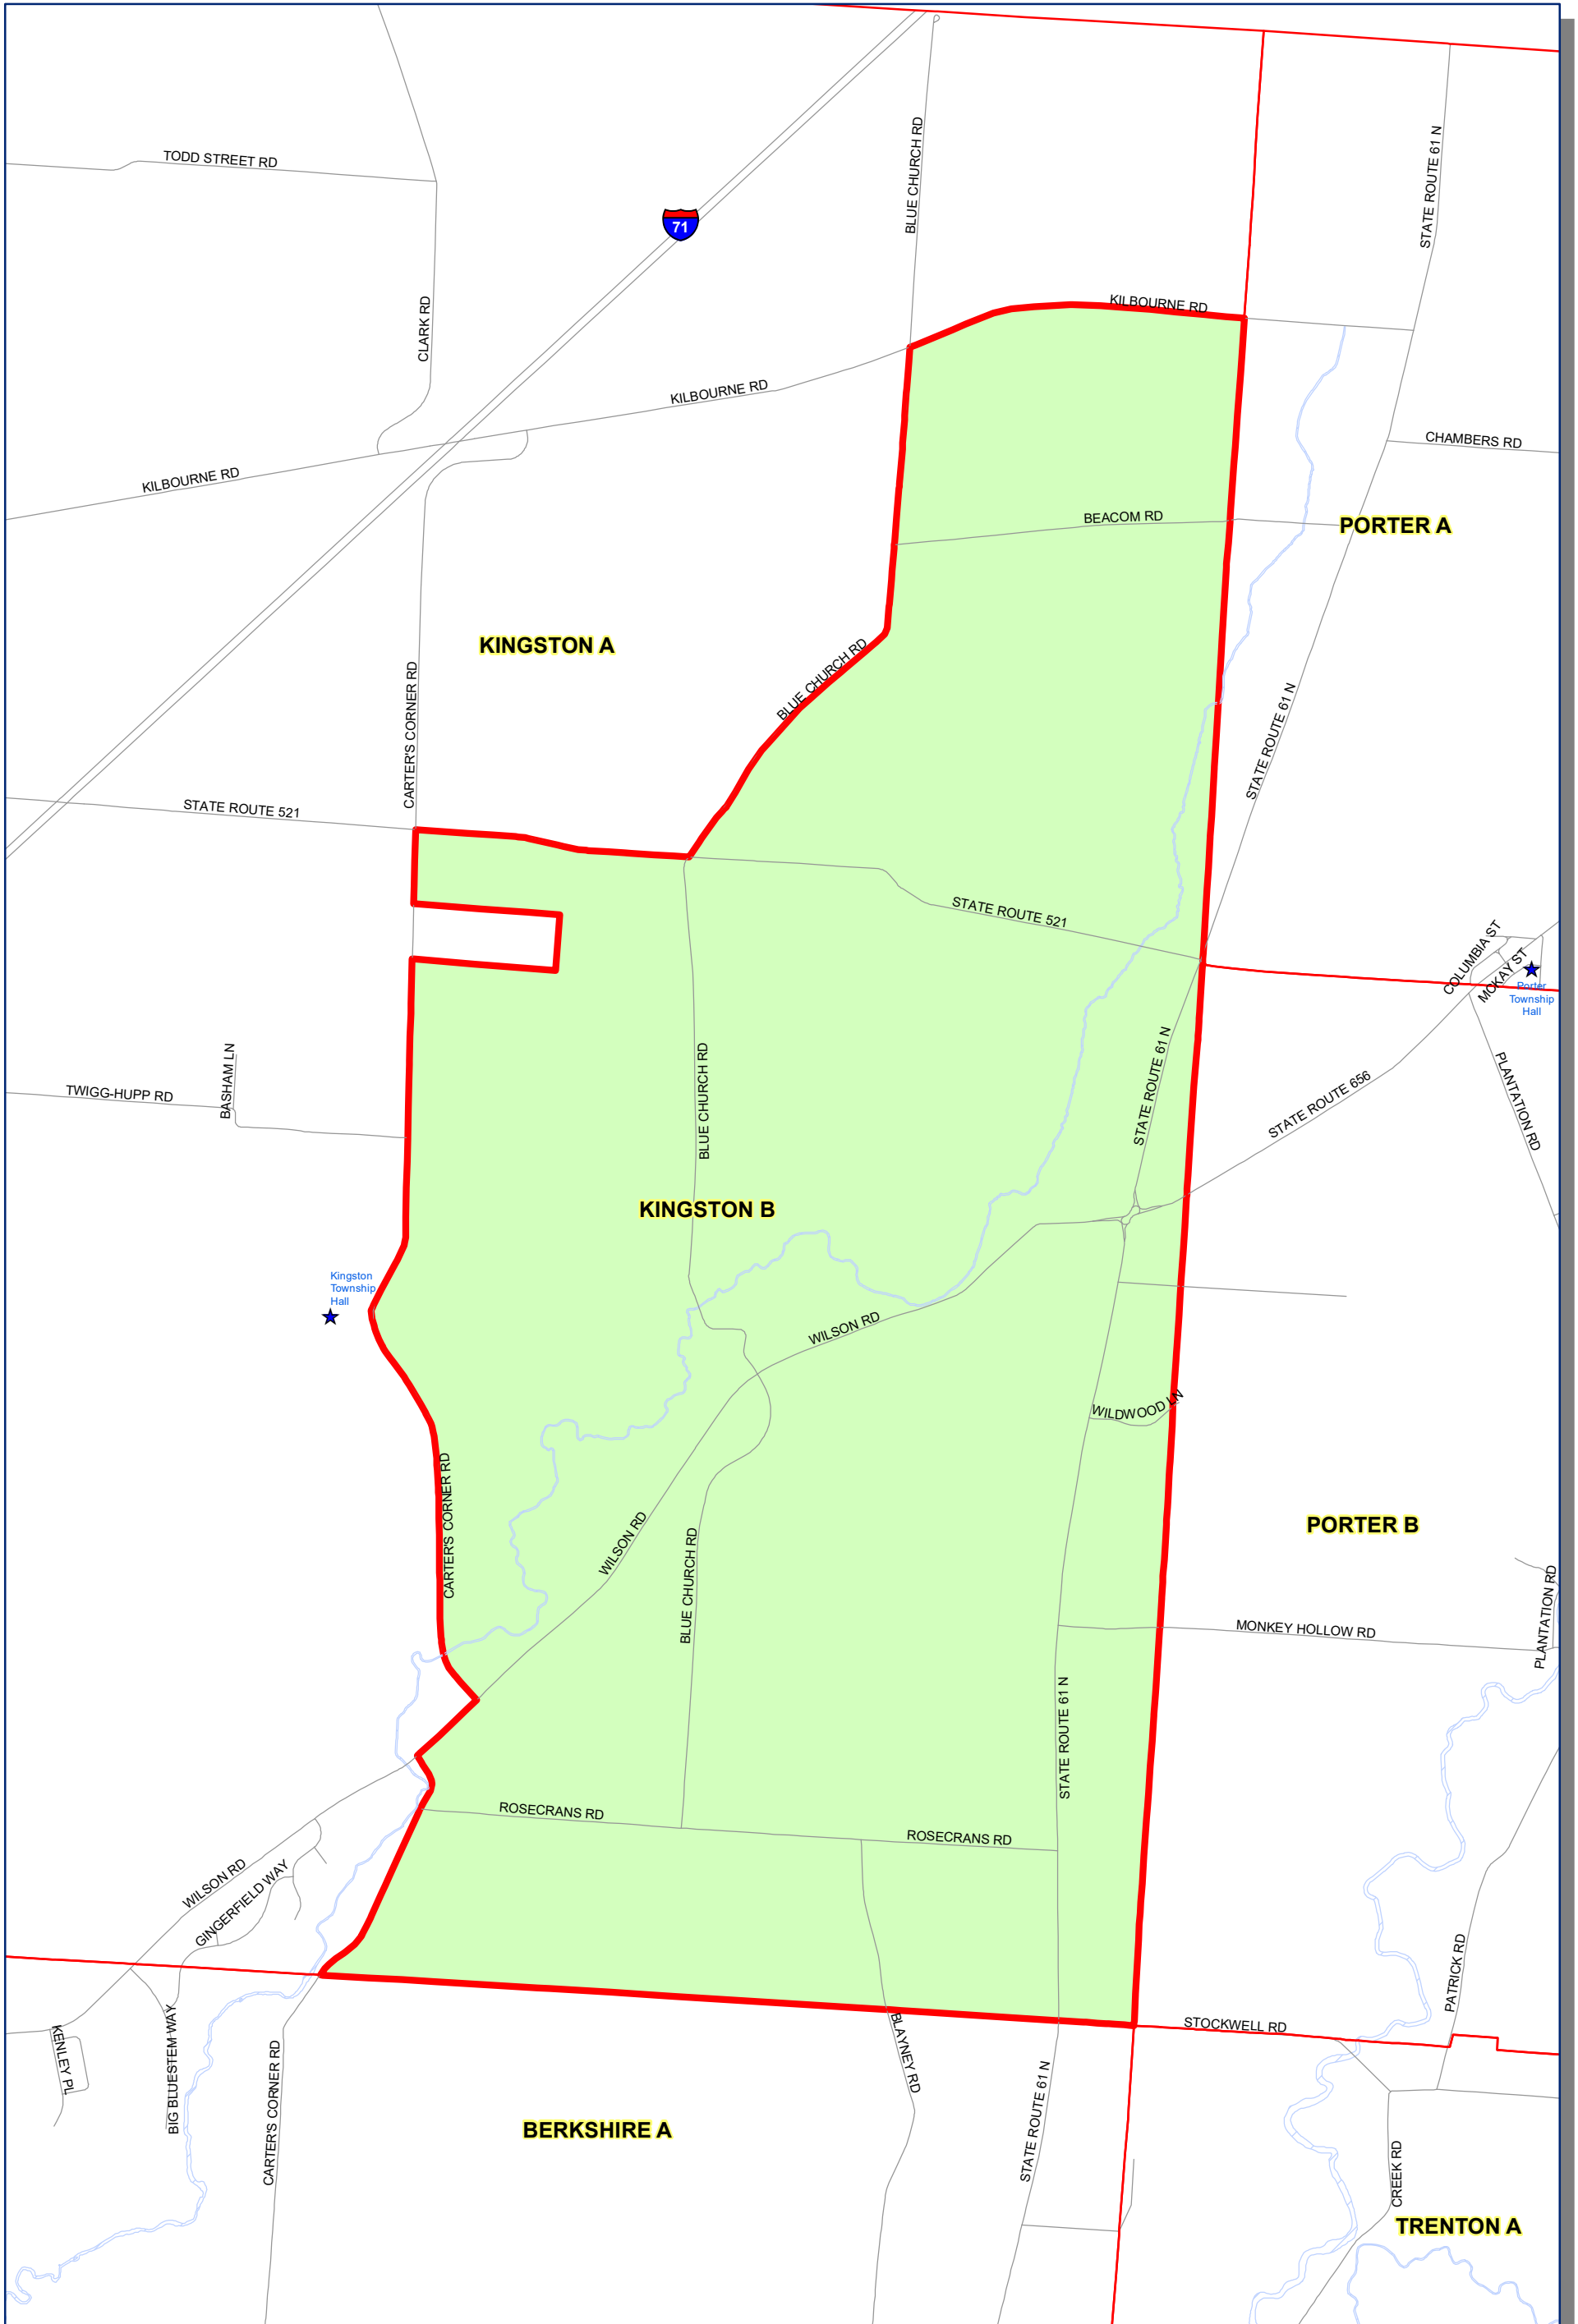 TODD STREET RD
BLUE CHURCH RD
STATE ROUTE 61 N
71
CLARK RD
KILBOURNE RD
KILBOURNE RD
KILBOURNE RD
CHAMBERS RD
BEACOM RD
PORTER A
KINGSTON A
BLUE CHURCH RD
CARTER'S CORNER RD
STATE ROUTE 61 N
STATE ROUTE 521
STATE ROUTE 521
COLUMBIA ST
MCKAY ST
Porter
Township
Hall
BASHAM LN
TWIGG-HUPP RD
BLUE CHURCH RD
STATE ROUTE 61 N
STATE ROUTE 656
PLANTATION RD
KINGSTON B
Kingston
Township
Hall
WILSON RD
WILDWOOD LN
CARTER'S CORNER RD
WILSON RD
BLUE CHURCH RD
PORTER B
PLANTATION RD
MONKEY HOLLOW RD
STATE ROUTE 61 N
ROSECRANS RD
ROSECRANS RD
WILSON RD
GINGERFIELD WAY
PATRICK RD
STOCKWELL RD
KENLEY PL
BIG BLUESTEM WAY
CARTER'S CORNER RD
BLAYNEY RD
STATE ROUTE 61 N
BERKSHIRE A
CREEK RD
TRENTON A